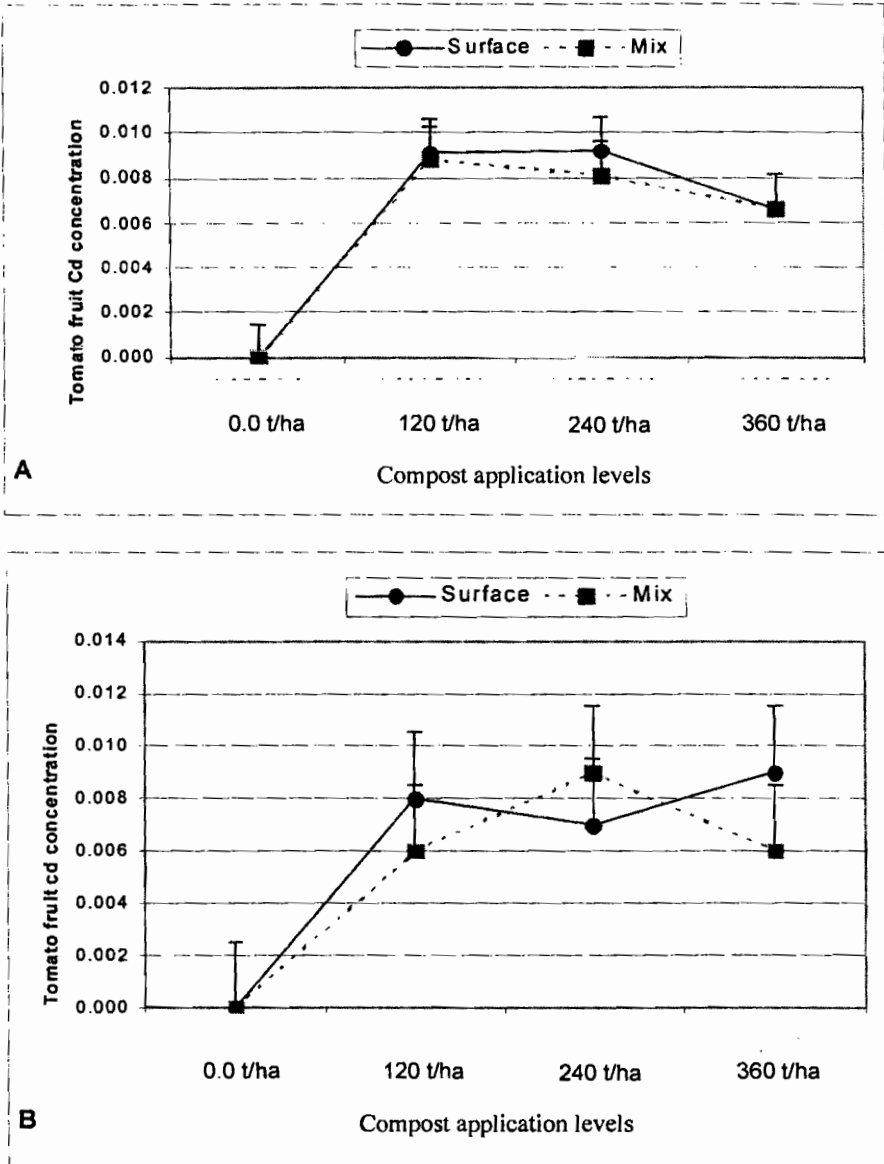 Surface Mix
0.012
0.010
0.008
0.006
0.004
0.002
0.000
Tomato fruit Cd concentration
0.0 t/ha 120 t/ha 240 t/ha 360 t/ha
A
Compost application levels
Surface Mix
0.014
0.012
0.010
0.008
0.006
0.004
0.002
0.000
Tomato fruit cd concentration
0.0 t/ha 120 t/ha 240 t/ha 360 t/ha
B
Compost application levels